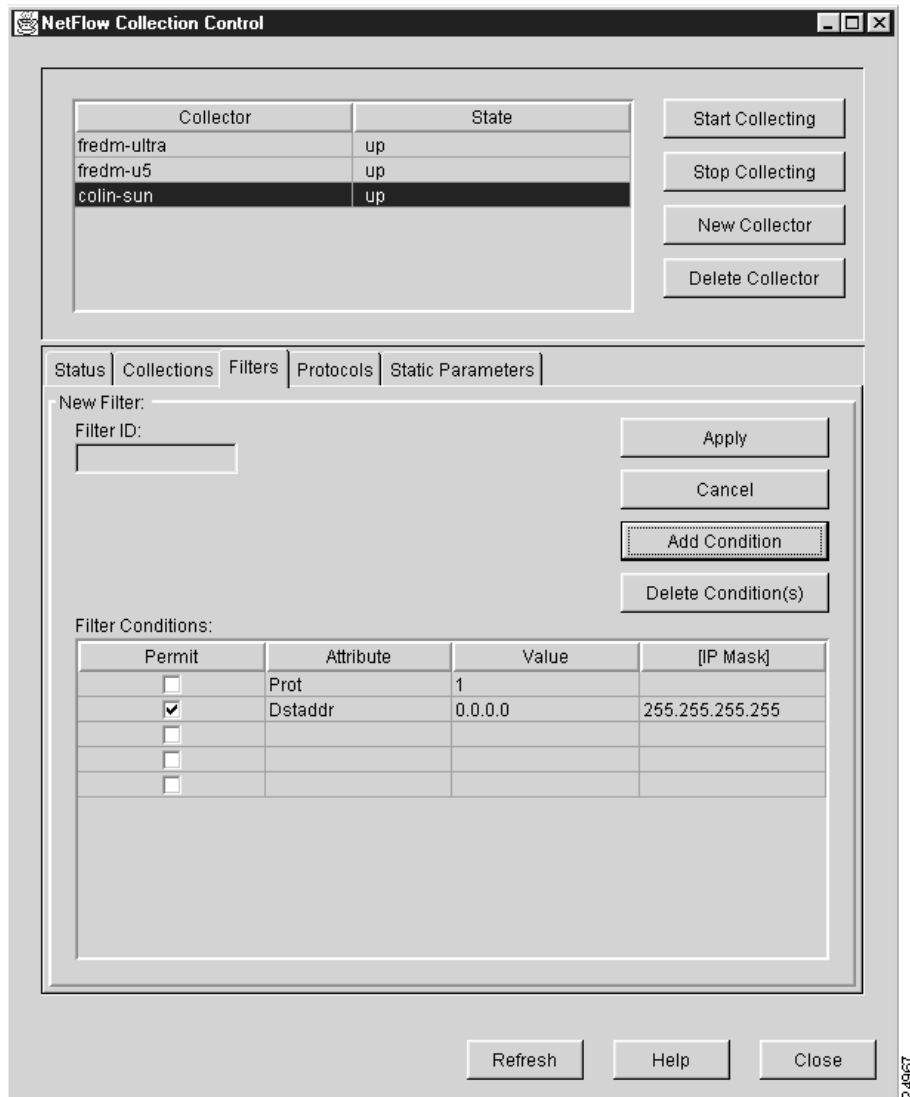 NetFlow Collection Control
Collector State
fredm-ultra up
fredm-u5 up
colin-sun up
Start Collecting
Stop Collecting
New Collector
Delete Collector
Status Collections Filters Protocols Static Parameters
New Filter:
Filter ID:
Apply
Cancel
Add Condition
Delete Condition(s)
Filter Conditions:
Permit Attribute Value [IP Mask]
Prot 1
Dstaddr 0.0.0.0 255.255.255.255
Refresh Help Close